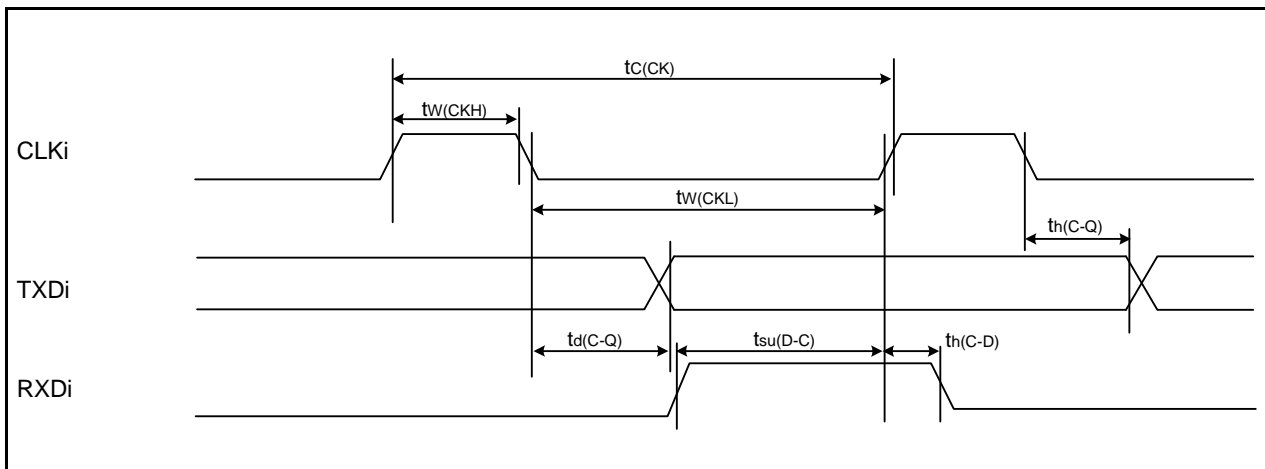 tC(CK)
tW(CKH)
CLKi
tW(CKL)
th(C-Q)
TXDi
td(C-Q)
tsu(D-C)
th(C-D)
RXDi